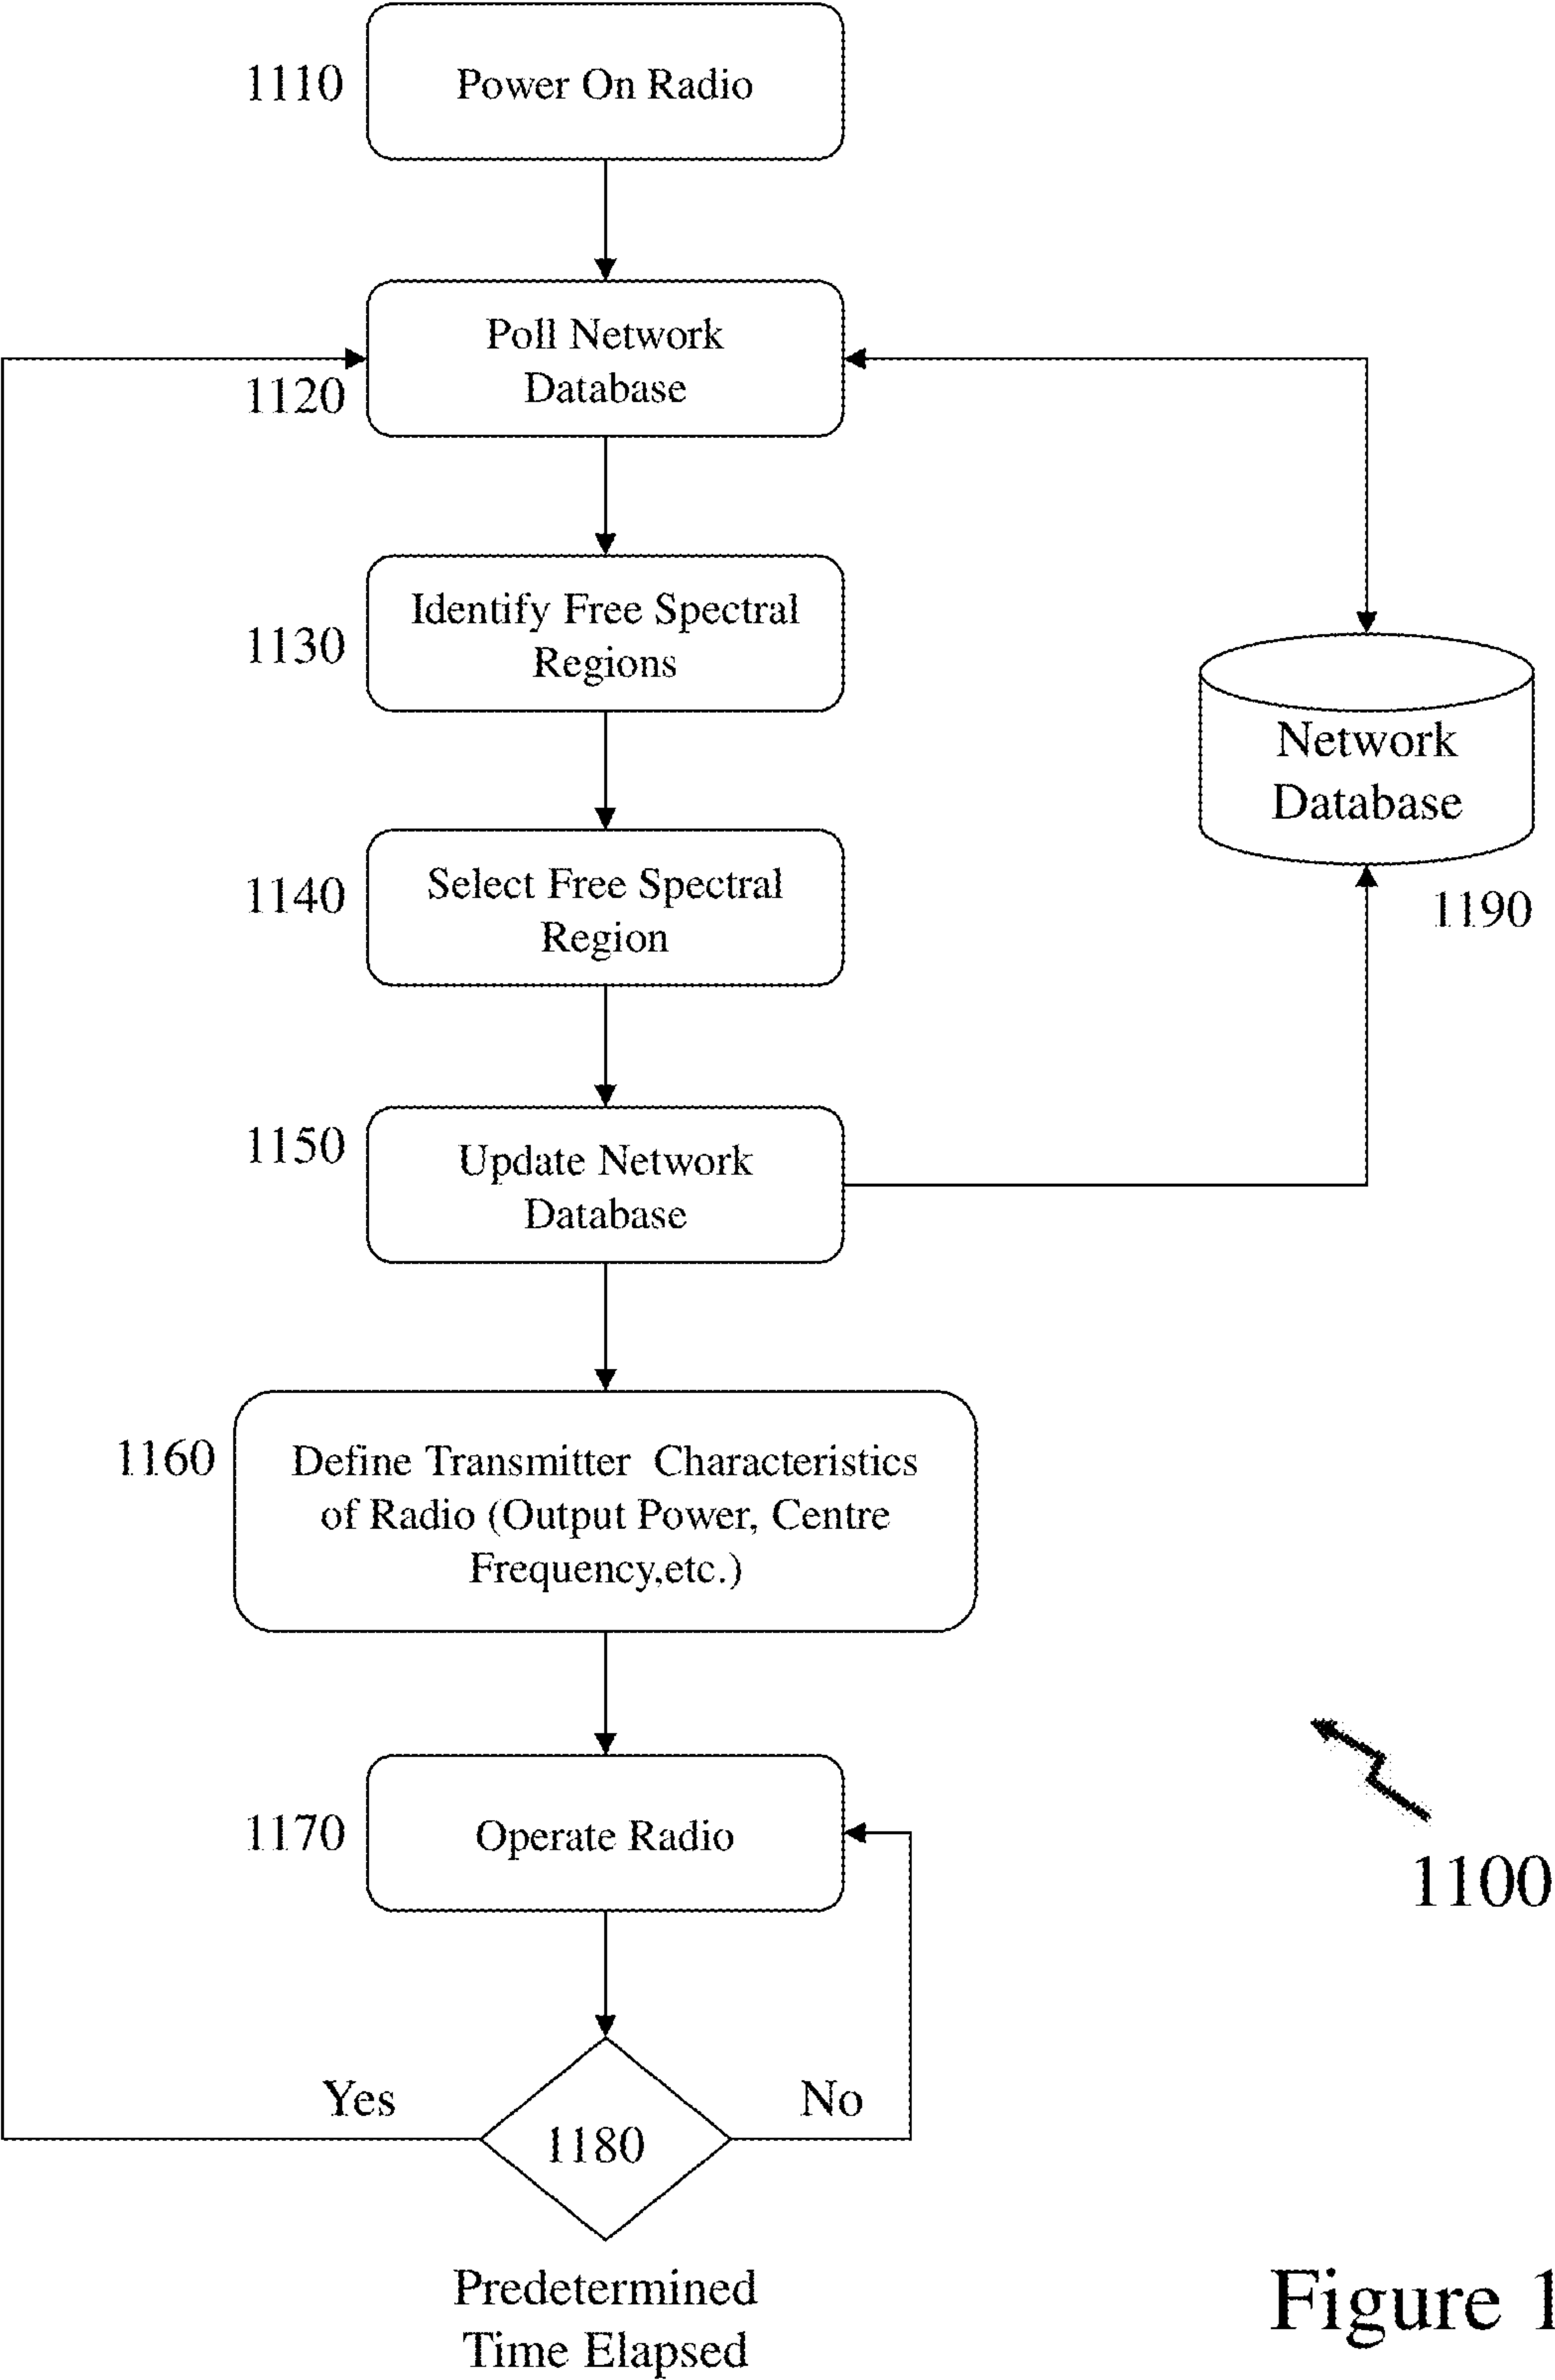 1110
Power On Radio
Poll Network
Database
1120
Identify Free Spectral
Regions
1130
Network
Database
1190
1140
Select Free Spectral
Region
1150
Update Network
Database
1160
Define Transmitter Characteristics
of Radio (Output Power, Centre
Frequency,etc.)
1170
Operate Radio
1100
Yes
No
1180
Predetermined
Time Elapsed
Figure 1